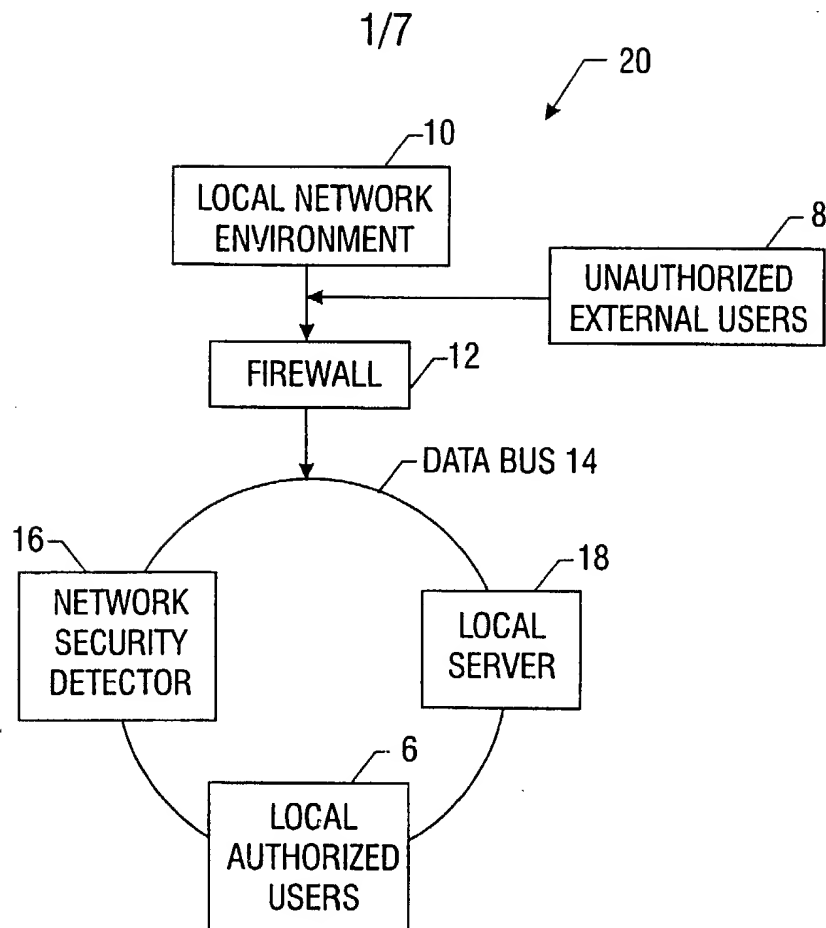 1/7
20
10
LOCAL NETWORK
ENVIRONMENT
8
UNAUTHORIZED
EXTERNAL USERS
FIREWALL
12
DATA BUS 14
16
NETWORK
SECURITY
DETECTOR
18
LOCAL
SERVER
6
LOCAL
AUTHORIZED
USERS